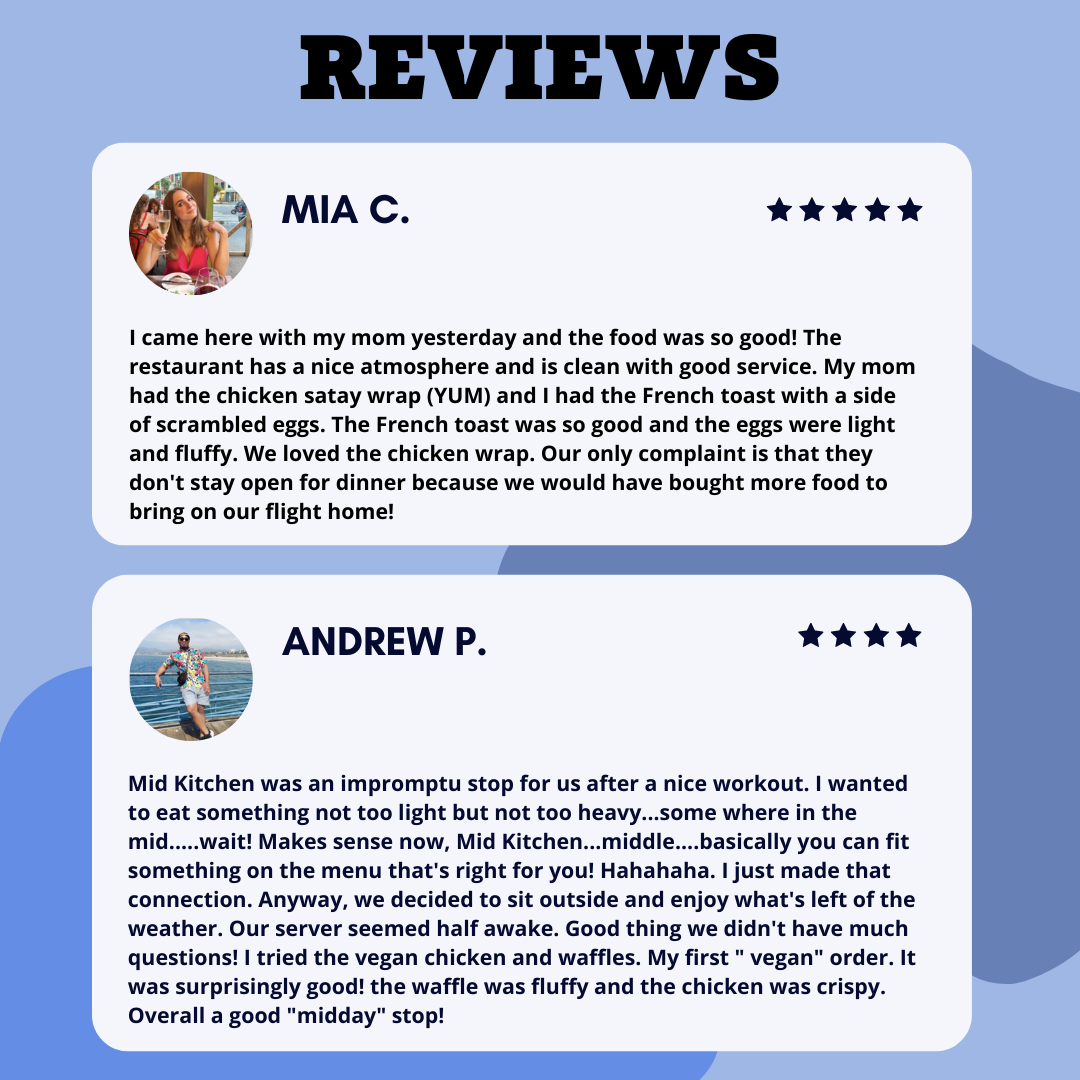 REVIEWS
MIA C.
I came here with my mom yesterday and the food was so good! The
restaurant has a nice atmosphere and is clean with good service. My mom
had the chicken satay wrap (YUM) and I had the French toast with a side
of scrambled eggs. The French toast was so good and the eggs were light
and fluffy. We loved the chicken wrap. Our only complaint is that they
don't stay open for dinner because we would have bought more food to
bring on our flight home!
ANDREW P.
Mid Kitchen was an impromptu stop for us after a nice workout. I wanted
to eat something not too light but not too heavy...some where in the
mid.....wait! Makes sense now, Mid Kitchen...middle....basically you can fit
something on the menu that's right for you! Hahahaha. I just made that
connection. Anyway, we decided to sit outside and enjoy what's left of the
weather. Our server seemed half awake. Good thing we didn't have much
questions! I tried the vegan chicken and waffles. My first " vegan" order. It
was surprisingly good! the waffle was fluffy and the chicken was crispy.
Overall a good "midday" stop!